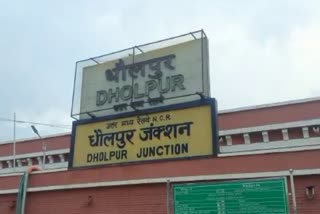 धौलपुर
DHOLPUR
उत्तर मध्य रेलवे N.C.R.
धौलपुर जंक्शन
DHOLPUR JUNCTION